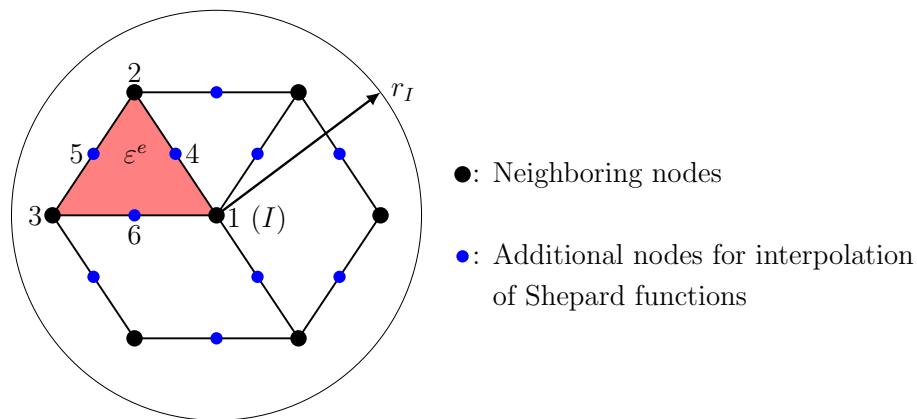 2
r_I
ε^e
5
4
3
1 (I)
6
: Neighboring nodes
: Additional nodes for interpolation
of Shepard functions